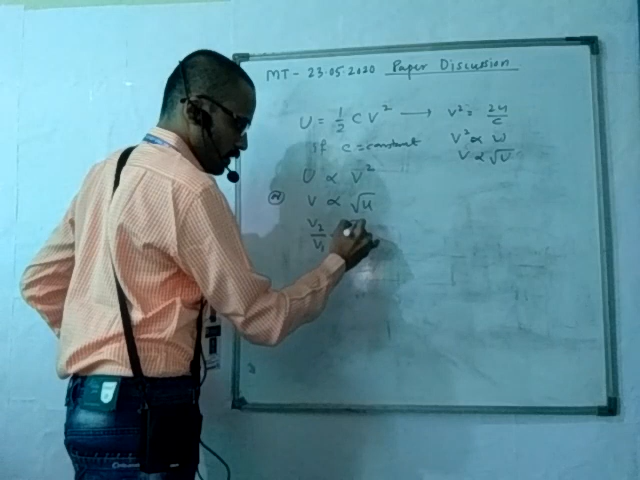 MT - 23.05.2020 Paper Discussion
U = 1/2 C V² → V² = 2U/C
If C = constant V² ∝ U
U ∝ V² V ∝ √U
V ∝ √U
V₂/V₁